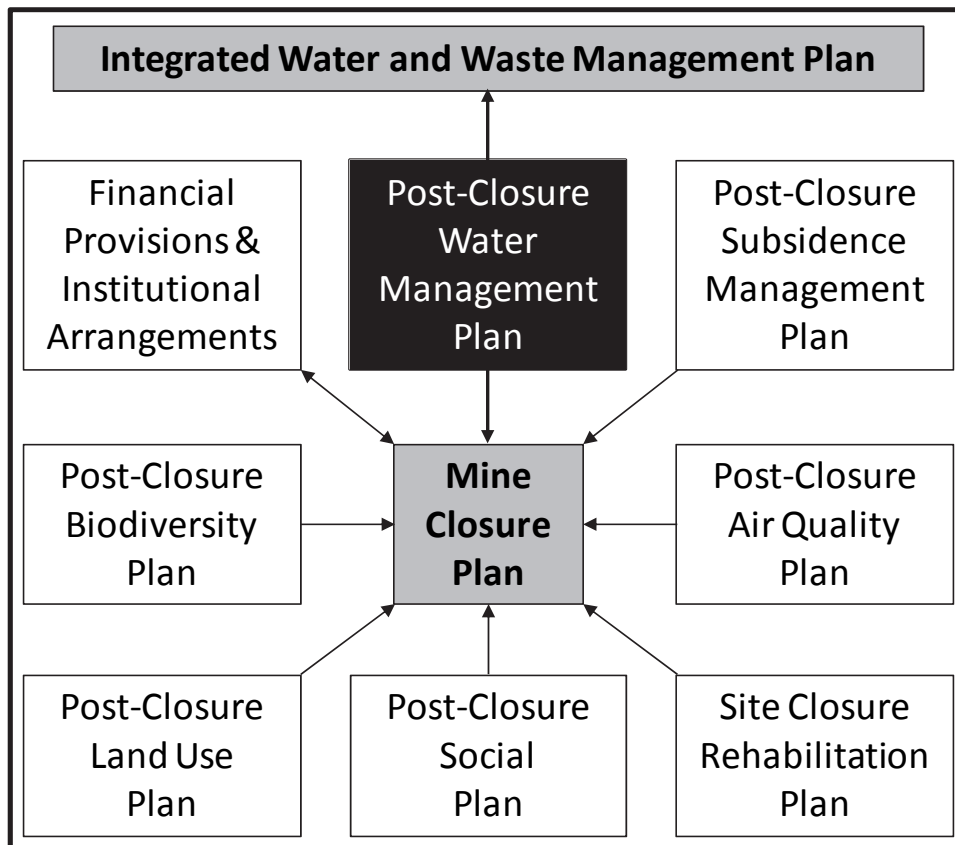 Integrated Water and Waste Management Plan
Financial
Provisions &
Institutional
Arrangements
Post-Closure
Water
Management
Plan
Post-Closure
Subsidence
Management
Plan
Post-Closure
Biodiversity
Plan
Mine
Closure
Plan
Post-Closure
Air Quality
Plan
Post-Closure
Land Use
Plan
Post-Closure
Social
Plan
Site Closure
Rehabilitation
Plan